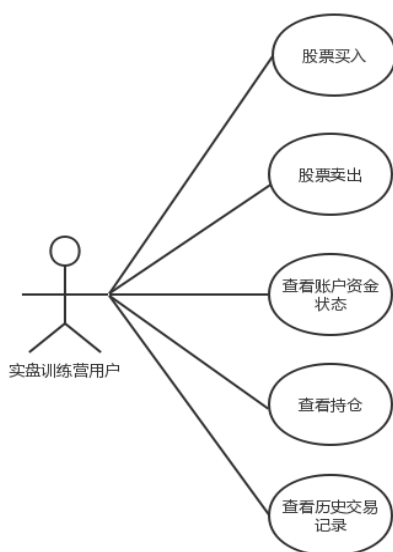 股票买入
股票卖出
查看账户资金
状态
实盘训练营用户
查看持仓
查看历史交易
记录